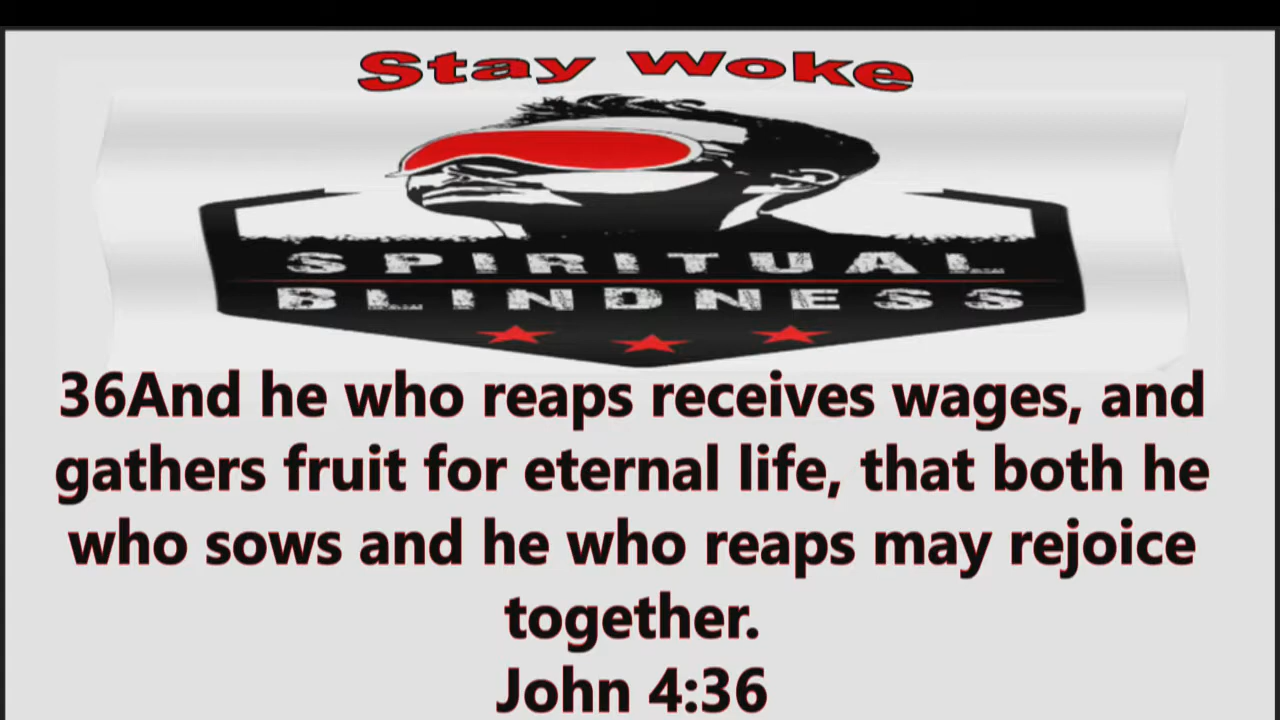 Stay Woke
SPIRITUAL
BLINDNESS
36And he who reaps receives wages, and
gathers fruit for eternal life, that both he
who sows and he who reaps may rejoice
together.
John 4:36